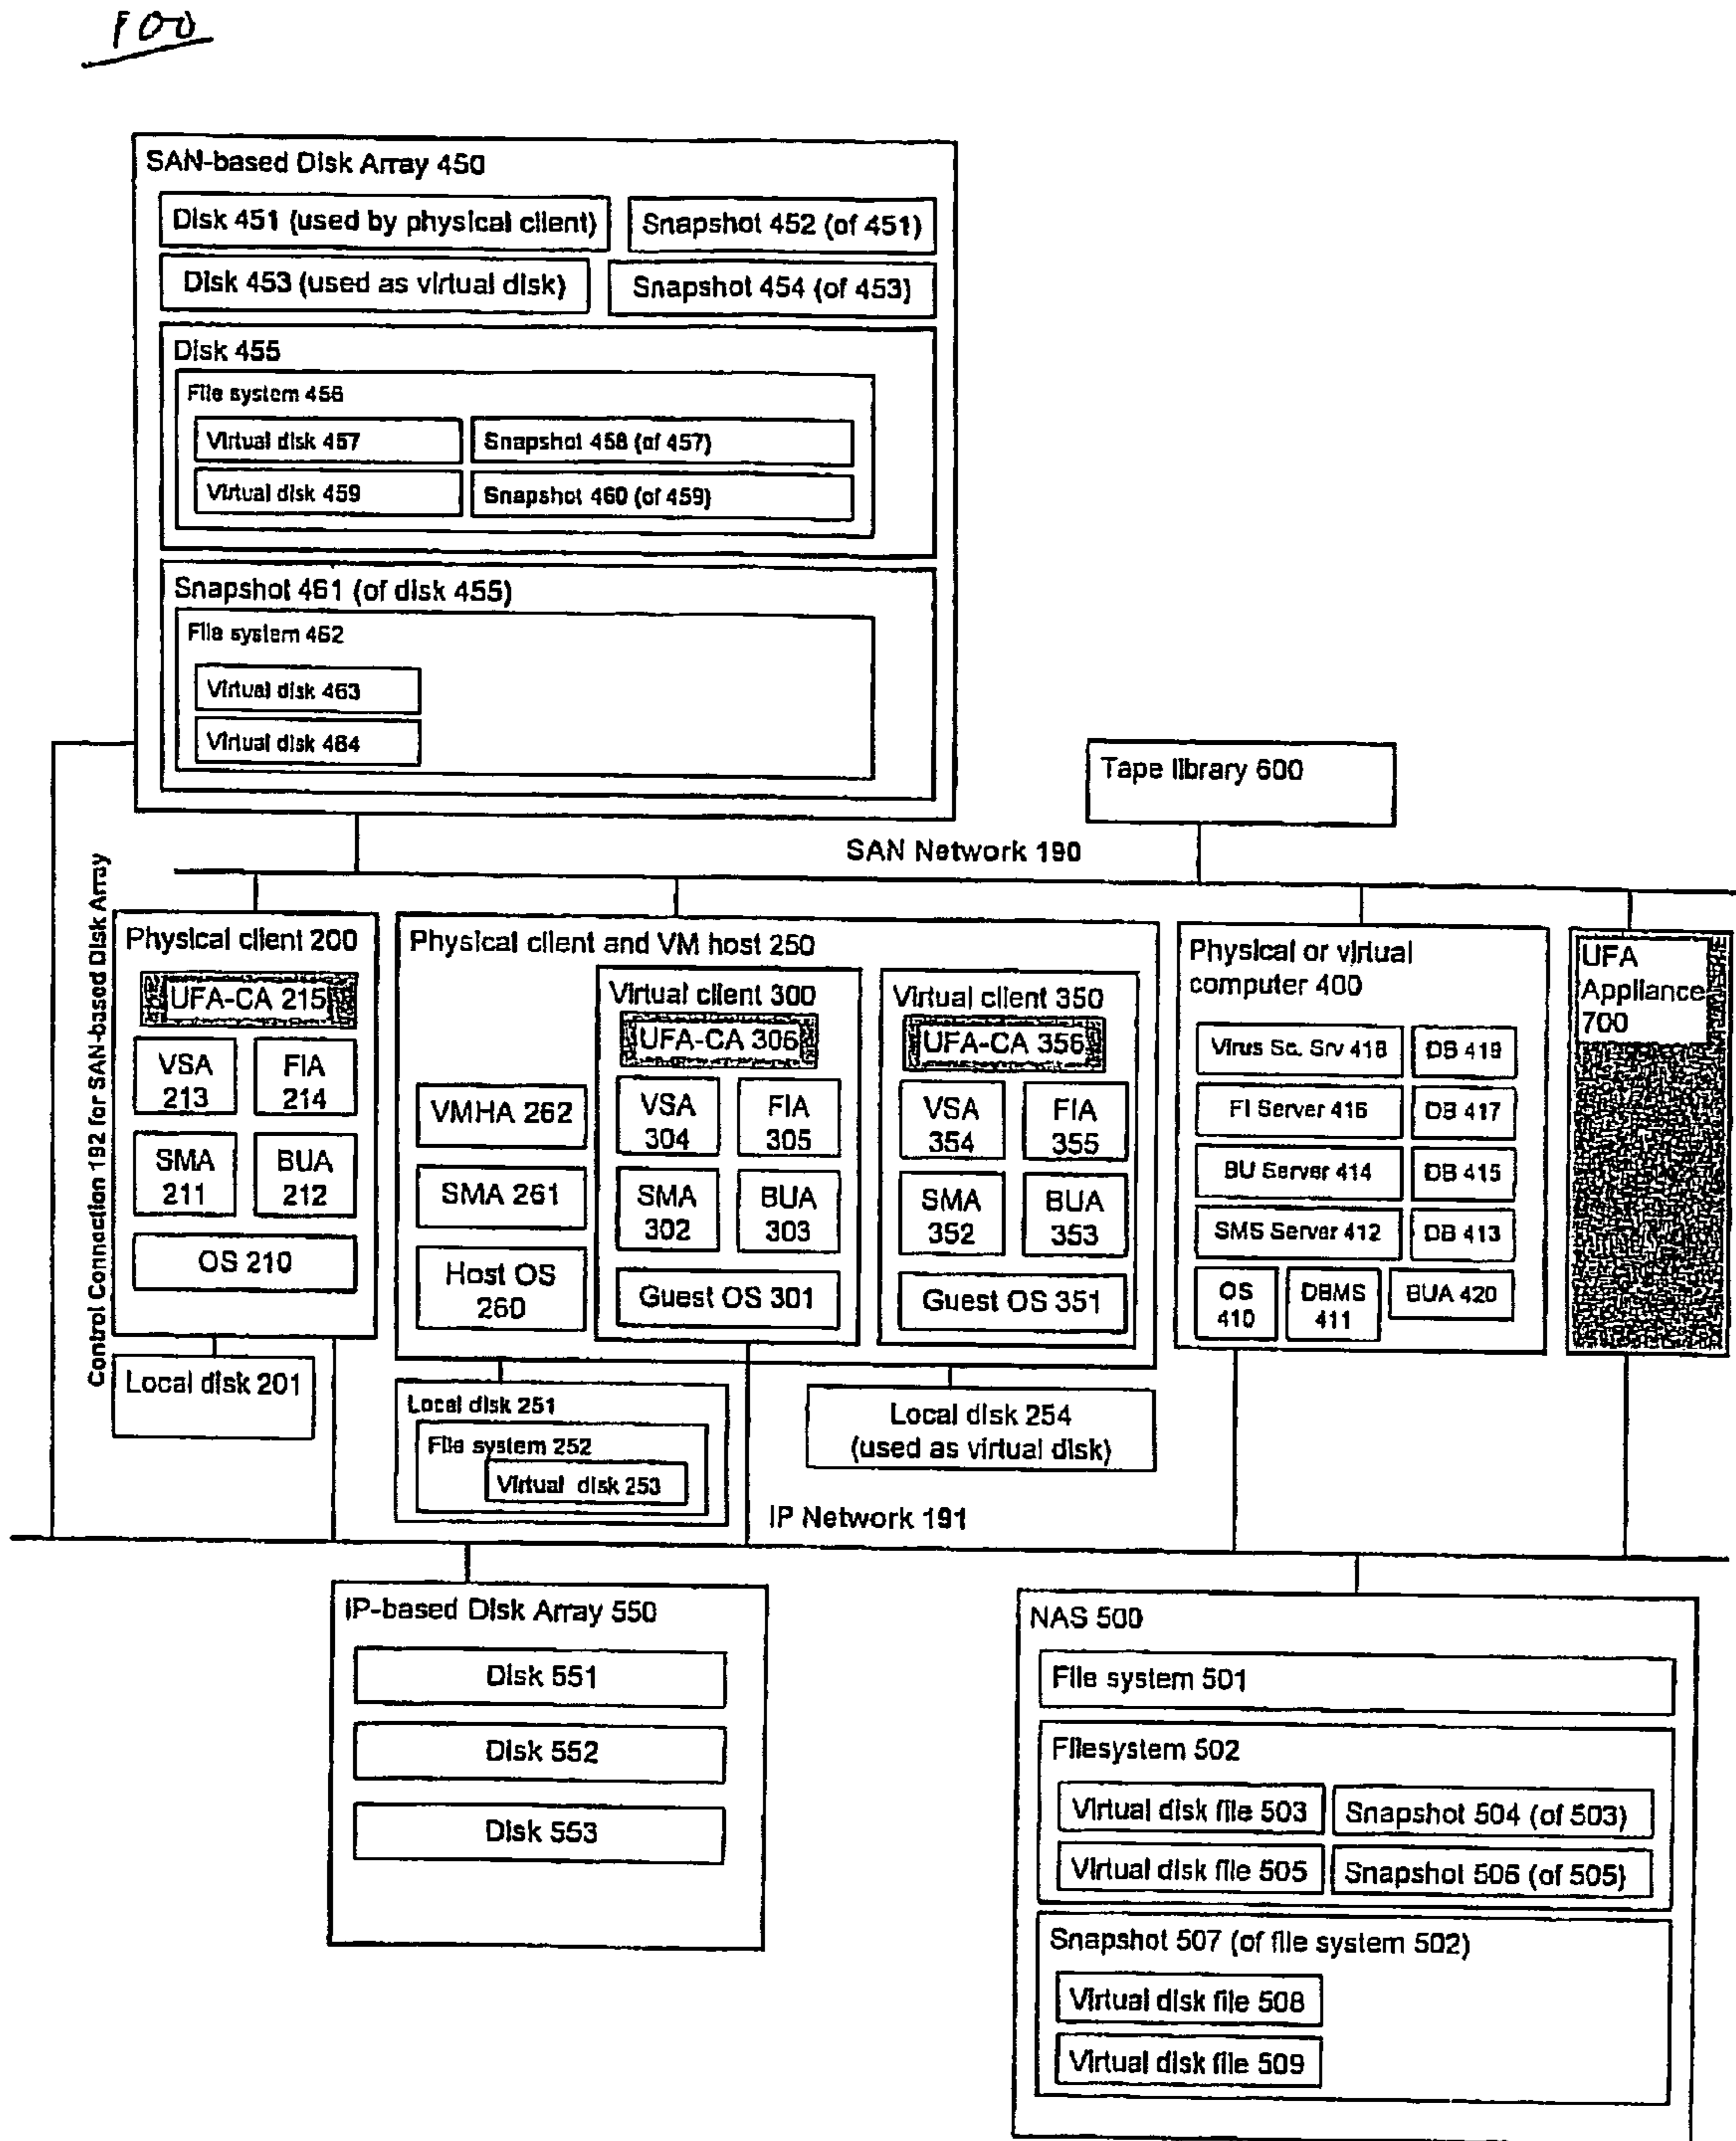 100
SAN-based Disk Array 450
Disk 451 (used by physical client)
Snapshot 452 (of 451)
Disk 453 (used as virtual disk)
Snapshot 454 (of 453)
Disk 455
File system 456
Virtual disk 457
Snapshot 458 (of 457)
Virtual disk 459
Snapshot 460 (of 459)
Snapshot 461 (of disk 455)
File system 462
Virtual disk 463
Virtual disk 464
Tape library 600
SAN Network 190
Control Connection 192 for SAN-based Disk Array
Physical client 200
UFA-CA 215
VSA
213
FIA
214
SMA
211
BUA
212
OS 210
Local disk 201
Physical client and VM host 250
VMHA 262
SMA 261
Host OS
260
Virtual client 300
UFA-CA 306
VSA
304
FIA
305
SMA
302
BUA
303
Guest OS 301
Virtual client 350
UFA-CA 356
VSA
354
FIA
355
SMA
352
BUA
353
Guest OS 351
Physical or virtual
computer 400
Virus Sc. Srv 418
DB 419
FI Server 416
DB 417
BU Server 414
DB 415
SMS Server 412
DB 413
OS
410
DBMS
411
BUA 420
UFA
Appliance
700
Local disk 251
File system 252
Virtual disk 253
Local disk 254
(used as virtual disk)
IP Network 191
IP-based Disk Array 550
Disk 551
Disk 552
Disk 553
NAS 500
File system 501
Filesystem 502
Virtual disk file 503
Snapshot 504 (of 503)
Virtual disk file 505
Snapshot 506 (of 505)
Snapshot 507 (of file system 502)
Virtual disk file 508
Virtual disk file 509